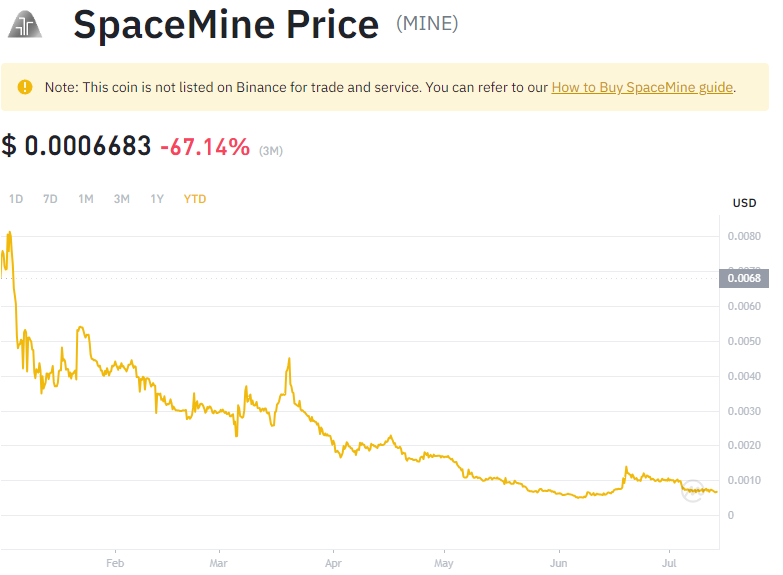 SpaceMine Price (MINE)
Note: This coin is not listed on Binance for trade and service. You can refer to our How to Buy SpaceMine guide.
$ 0.0006683 -67.14% (3M)
1D 7D 1M 3M 1Y YTD
USD
0.0080
0.0068
0.0060
0.0050
0.0040
0.0030
0.0020
0.0010
0
Feb Mar Apr May Jun Jul